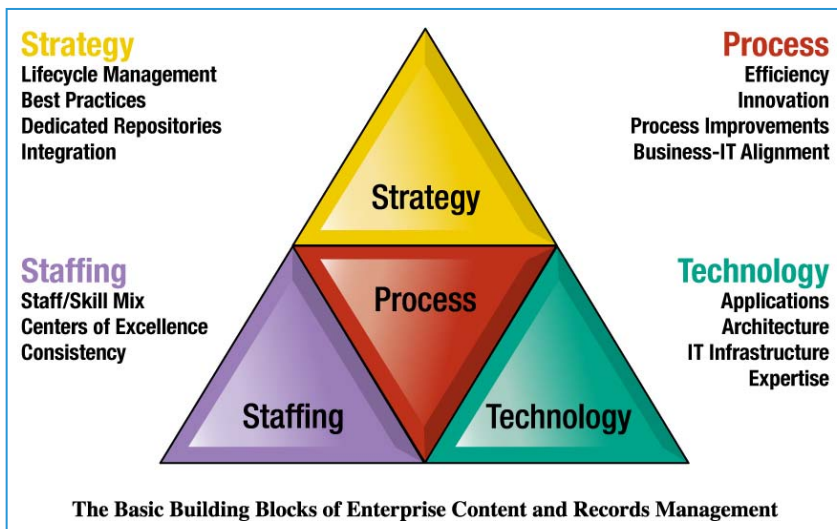 Strategy
Lifecycle Management
Best Practices
Dedicated Repositories
Integration
Process
Efficiency
Innovation
Process Improvements
Business-IT Alignment
Strategy
Staffing
Staff/Skill Mix
Centers of Excellence
Consistency
Process
Technology
Applications
Architecture
IT Infrastructure
Expertise
Staffing
Technology
The Basic Building Blocks of Enterprise Content and Records Management